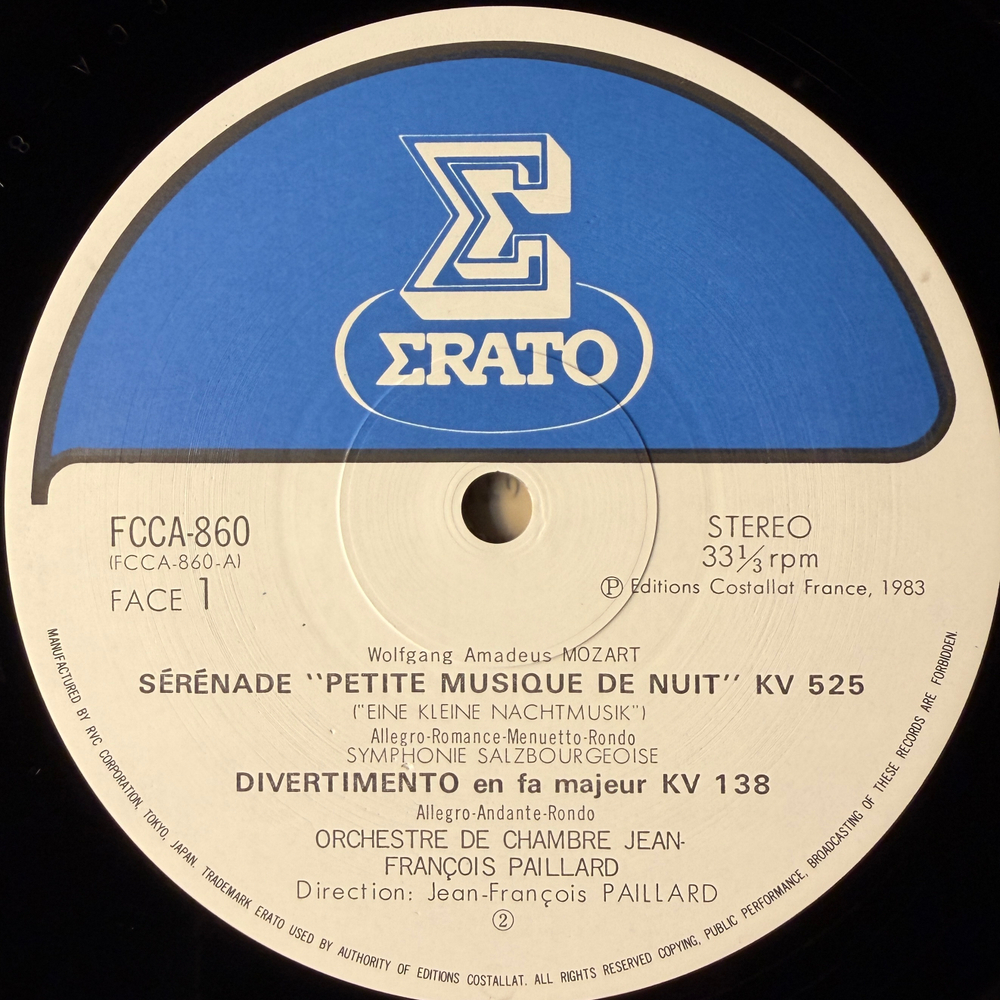 Σ
ΣRATO
FCCA-860
(FCCA-860-A)
FACE 1
STEREO
33⅓ rpm
Ⓟ Editions Costallat France, 1983
Wolfgang Amadeus MOZART
SÉRÉNADE "PETITE MUSIQUE DE NUIT" KV 525
("EINE KLEINE NACHTMUSIK")
Allegro-Romance-Menuetto-Rondo
SYMPHONIE SALZBOURGEOISE
DIVERTIMENTO en fa majeur KV 138
Allegro-Andante-Rondo
ORCHESTRE DE CHAMBRE JEAN-
FRANÇOIS PAILLARD
Direction: Jean-François PAILLARD
②
MANUFACTURED BY RVC CORPORATION, TOKYO, JAPAN. TRADEMARK ERATO USED BY AUTHORITY OF EDITIONS COSTALLAT. ALL RIGHTS RESERVED COPYING, PUBLIC PERFORMANCE, BROADCASTING OF THESE RECORDS ARE FORBIDDEN.